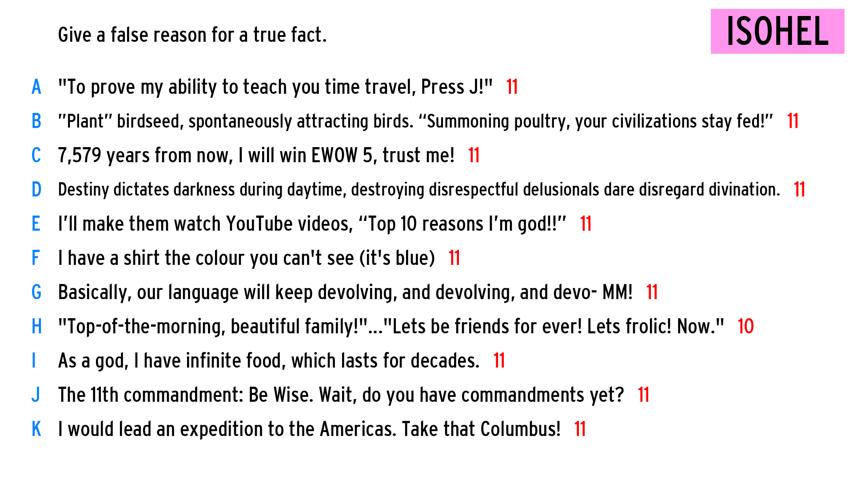 Give a false reason for a true fact.
ISOHEL
A "To prove my ability to teach you time travel, Press J!" 11
B ”Plant” birdseed, spontaneously attracting birds. “Summoning poultry, your civilizations stay fed!” 11
C 7,579 years from now, I will win EWOW 5, trust me! 11
D Destiny dictates darkness during daytime, destroying disrespectful delusionals dare disregard divination. 11
E I’ll make them watch YouTube videos, “Top 10 reasons I’m god!!” 11
F I have a shirt the colour you can't see (it's blue) 11
G Basically, our language will keep devolving, and devolving, and devo- MM! 11
H "Top-of-the-morning, beautiful family!"..."Lets be friends for ever! Lets frolic! Now." 10
I As a god, I have infinite food, which lasts for decades. 11
J The 11th commandment: Be Wise. Wait, do you have commandments yet? 11
K I would lead an expedition to the Americas. Take that Columbus! 11